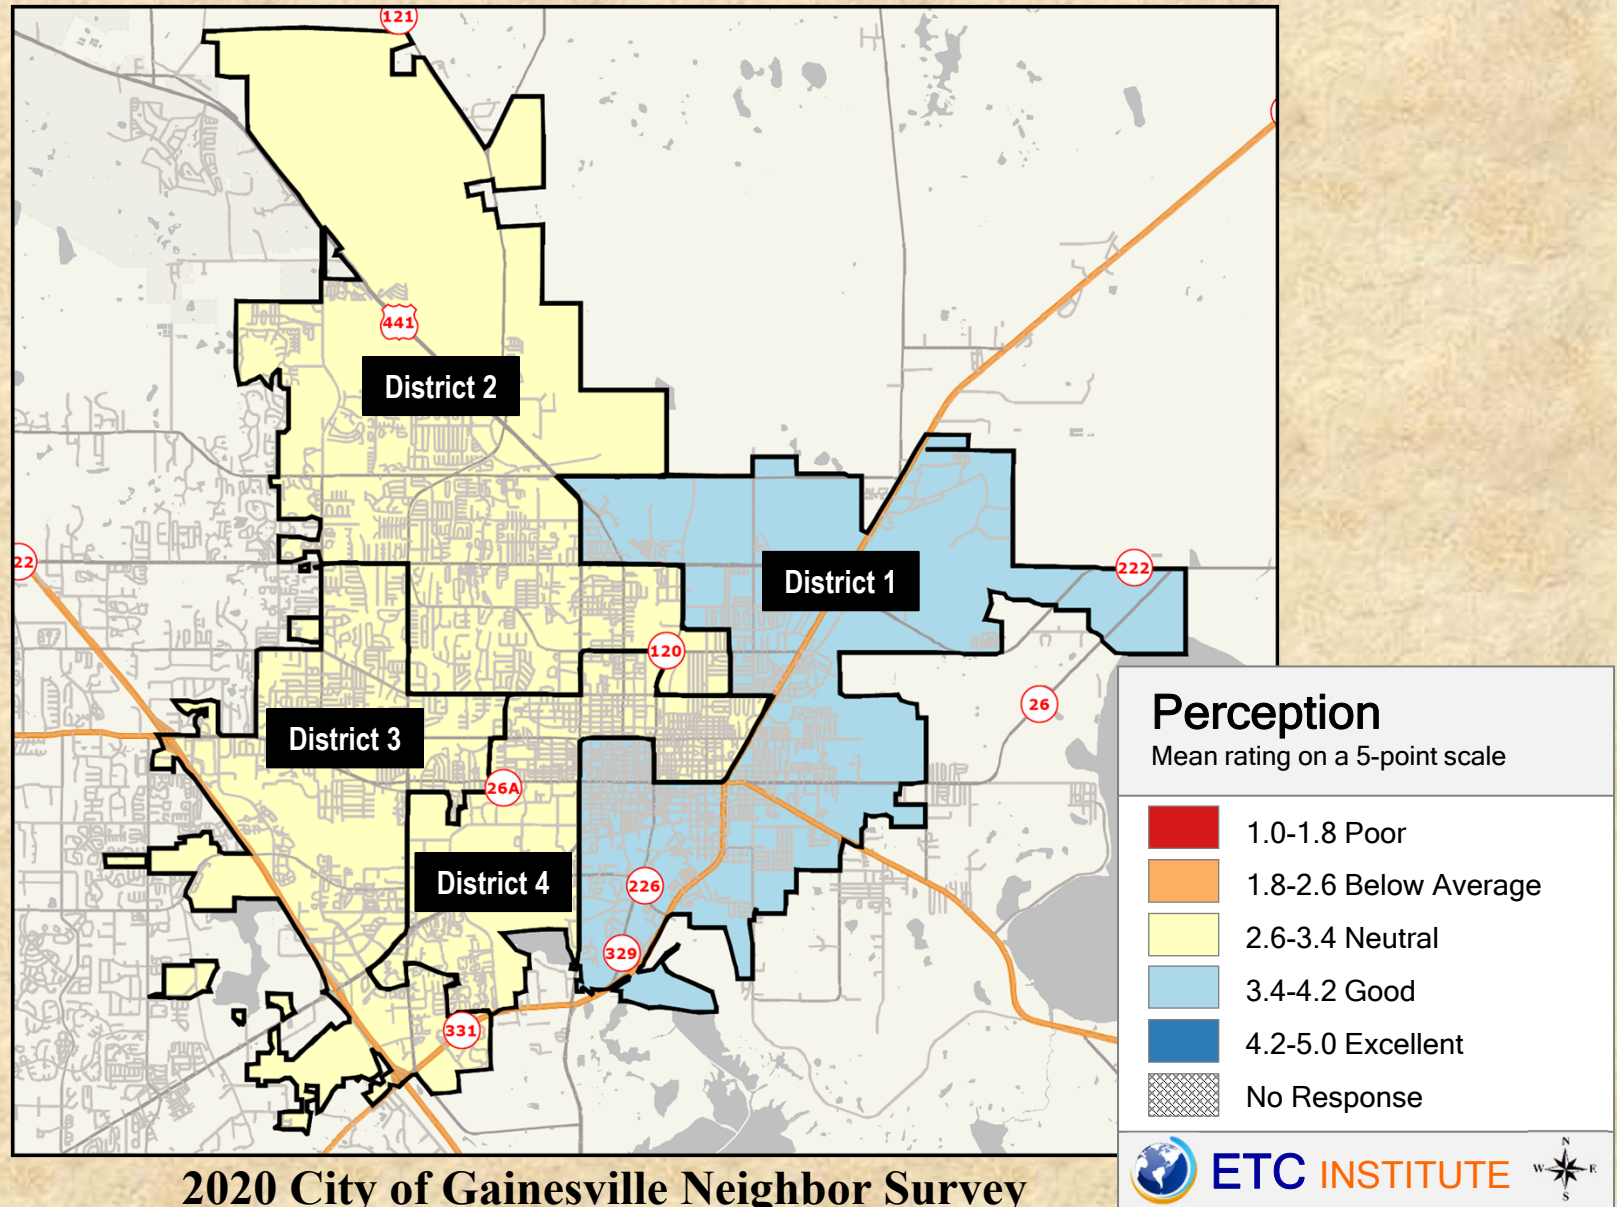 121
441
District 2
22
District 1
222
120
26
District 3
26A
District 4
226
329
331
Perception
Mean rating on a 5-point scale
1.0-1.8 Poor
1.8-2.6 Below Average
2.6-3.4 Neutral
3.4-4.2 Good
4.2-5.0 Excellent
No Response
ETC INSTITUTE
N
W E
S
2020 City of Gainesville Neighbor Survey